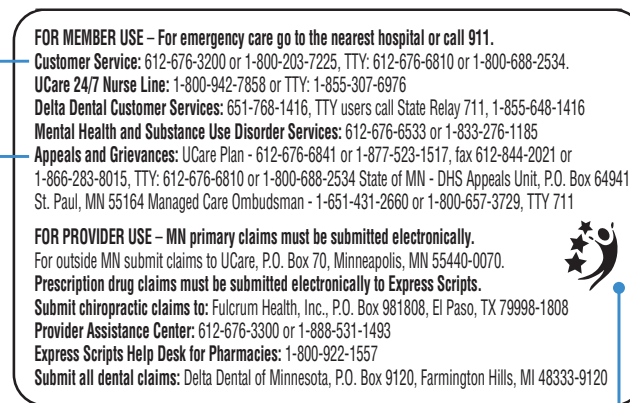 FOR MEMBER USE – For emergency care go to the nearest hospital or call 911.
Customer Service: 612-676-3200 or 1-800-203-7225, TTY: 612-676-6810 or 1-800-688-2534.
UCare 24/7 Nurse Line: 1-800-942-7858 or TTY: 1-855-307-6976
Delta Dental Customer Services: 651-768-1416, TTY users call State Relay 711, 1-855-648-1416
Mental Health and Substance Use Disorder Services: 612-676-6533 or 1-833-276-1185
Appeals and Grievances: UCare Plan - 612-676-6841 or 1-877-523-1517, fax 612-844-2021 or
1-866-283-8015, TTY: 612-676-6810 or 1-800-688-2534 State of MN - DHS Appeals Unit, P.O. Box 64941
St. Paul, MN 55164 Managed Care Ombudsman - 1-651-431-2660 or 1-800-657-3729, TTY 711
FOR PROVIDER USE – MN primary claims must be submitted electronically.
For outside MN submit claims to UCare, P.O. Box 70, Minneapolis, MN 55440-0070.
Prescription drug claims must be submitted electronically to Express Scripts.
Submit chiropractic claims to: Fulcrum Health, Inc., P.O. Box 981808, El Paso, TX 79998-1808
Provider Assistance Center: 612-676-3300 or 1-888-531-1493
Express Scripts Help Desk for Pharmacies: 1-800-922-1557
Submit all dental claims: Delta Dental of Minnesota, P.O. Box 9120, Farmington Hills, MI 48333-9120